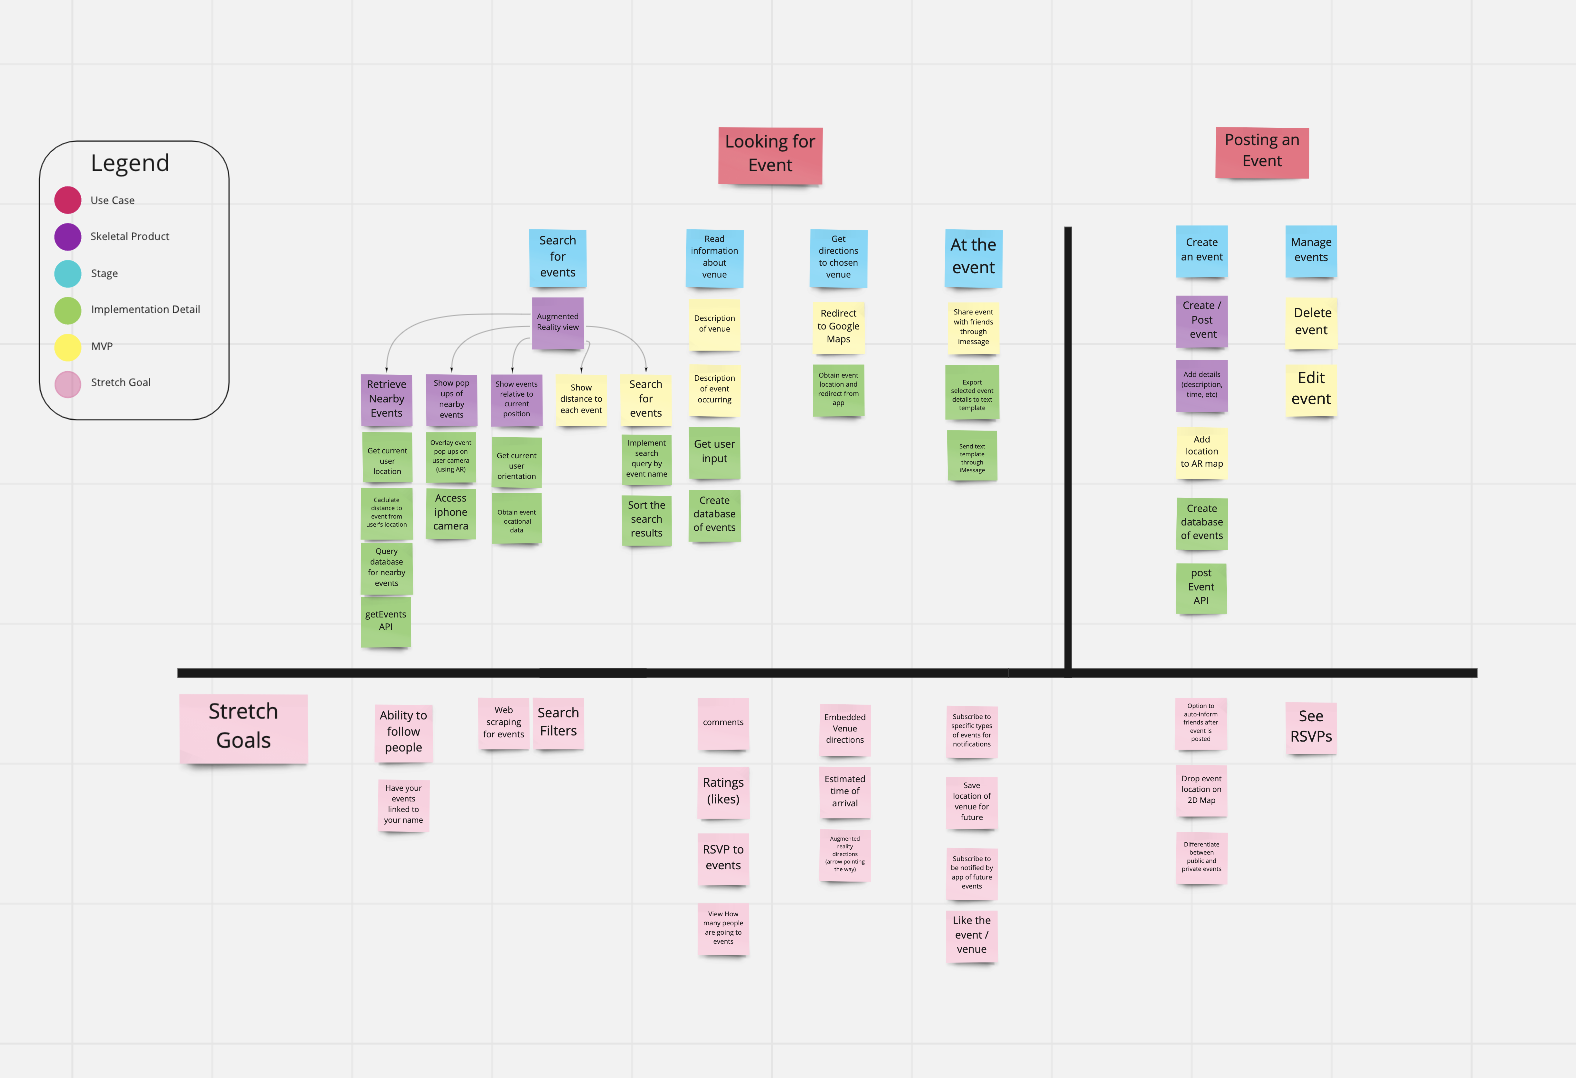 Looking for
Event
Posting an
Event
Legend
Use Case
Skeletal Product
Stage
Implementation Detail
MVP
Stretch Goal
Search
for
events
Read
information
about
venue
Get
directions
to chosen
venue
At the
event
Create
an event
Manage
events
Augmented
Reality view
Description
of venue
Redirect
to Google
Maps
Share event
with friends
through
imessage
Create /
Post
event
Delete
event
Retrieve
Nearby
Events
Show pop
ups of
nearby
events
Show events
relative to
current
position
Show
distance to
each event
Search
for
events
Description
of event
occurring
Obtain event
location and
redirect from
app
Export
selected event
details to text
template
Add details
(description,
time, etc)
Edit
event
Get current
user
location
Overlay event
pop ups on
user camera
(using AR)
Get current
user
orientation
Implement
search
query by
event name
Get user
input
Send text
template
through
iMessage
Add
location
to AR map
Caclulate
distance to
event from
user's location
Access
iphone
camera
Obtain event
locational
data
Sort the
search
results
Create
database
of events
Create
database
of events
Query
database
for nearby
events
post
Event
API
getEvents
API
Stretch
Goals
Ability to
follow
people
Web
scraping
for events
Search
Filters
comments
Embedded
Venue
directions
Subscribe to
specific types
of events for
notifications
Option to
auto-inform
friends after
event is
posted
See
RSVPs
Have your
events
linked to
your name
Ratings
(likes)
Estimated
time of
arrival
Save
location of
venue for
future
Drop event
location on
2D Map
RSVP to
events
Augmented
reality
directions
(arrow pointing
the way)
Subscribe to
be notified by
app of future
events
Differentiate
between
public and
private events
View How
many people
are going to
events
Like the
event /
venue